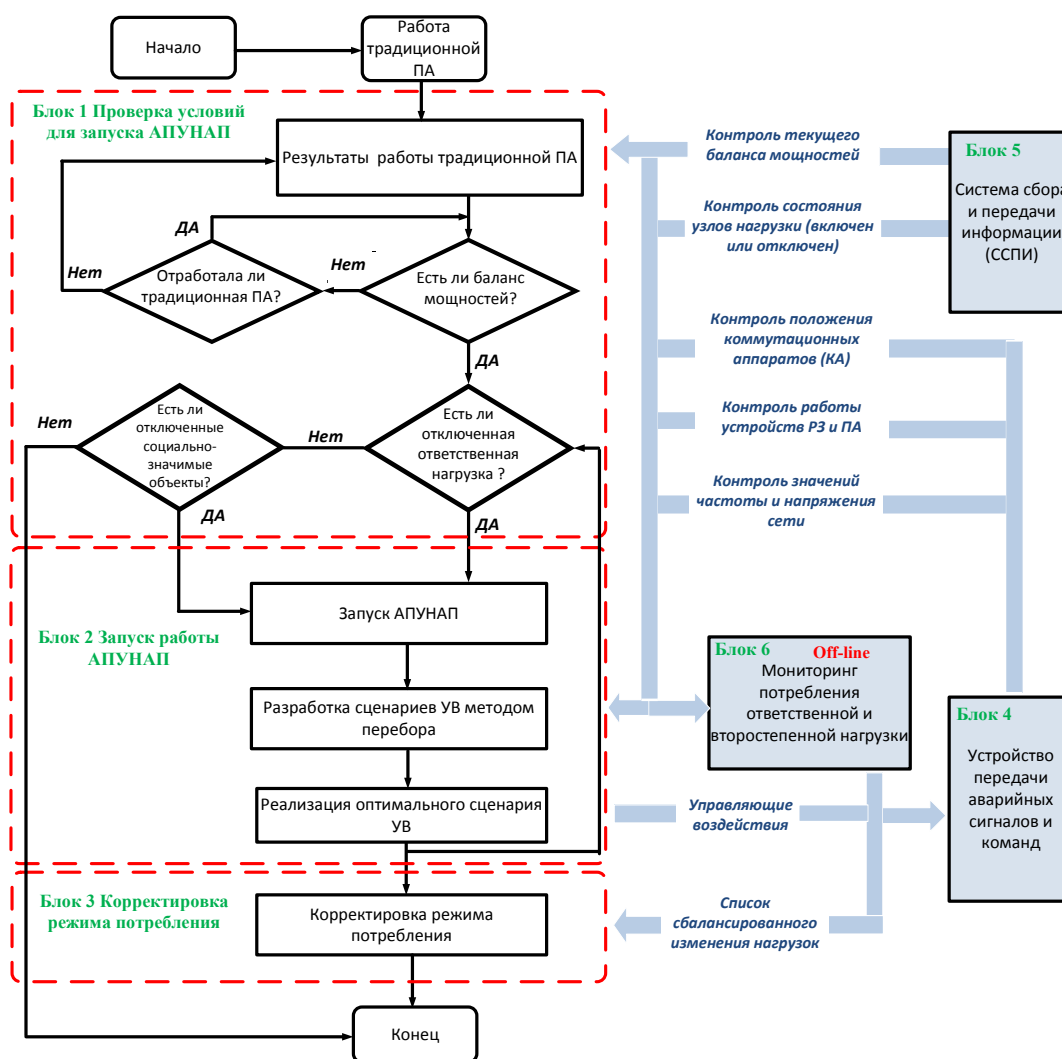 Начало
Работа
традиционной
ПА
Блок 1 Проверка условий
для запуска АПУНАП
Результаты работы традиционной ПА
ДА
Нет
Отработала ли
традиционная ПА?
Нет
Есть ли баланс
мощностей?
ДА
Нет
Есть ли
отключенные
социально-
значимые
объекты?
Нет
Есть ли
отключенная
ответственная
нагрузка ?
ДА
ДА
Блок 2 Запуск работы
АПУНАП
Запуск АПУНАП
Разработка сценариев УВ методом
перебора
Реализация оптимального сценария
УВ
Блок 3 Корректировка
режима потребления
Корректировка режима
потребления
Конец
Контроль текущего
баланса мощностей
Контроль состояния
узлов нагрузки (включен
или отключен)
Контроль положения
коммутационных
аппаратов (КА)
Контроль работы
устройств РЗ и ПА
Контроль значений
частоты и напряжения
сети
Блок 5
Система сбора
и передачи
информации
(ССПИ)
Блок 6 Off-line
Мониторинг
потребления
ответственной и
второстепенной нагрузки
Блок 4
Устройство
передачи
аварийных
сигналов и
команд
Управляющие
воздействия
Список
сбалансированного
изменения нагрузок